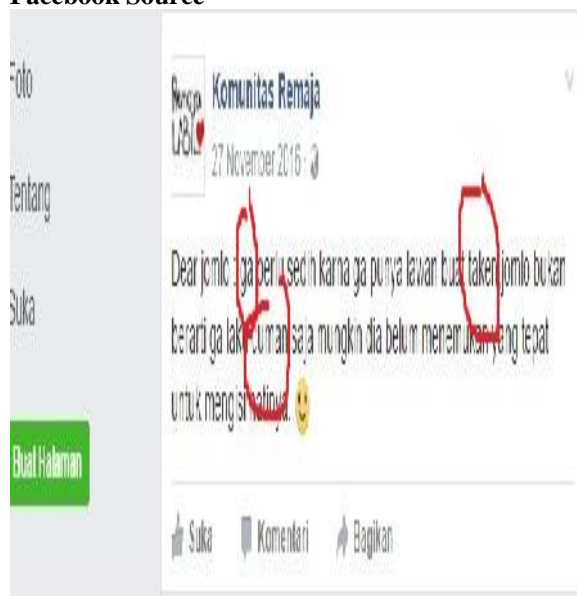 Facebook Source
Foto
Komunitas Remaja
Remaja
LABIL
27 November 2016
Tentang
Dear jomlo : ga perlu sedih karna ga punya lawan buat taken, jomlo bukan
Suka
berarti ga laku cuman saja mungkin dia belum menemukan yang tepat
untuk mengisi hatinya.
Buat Halaman
Suka Komentari Bagikan